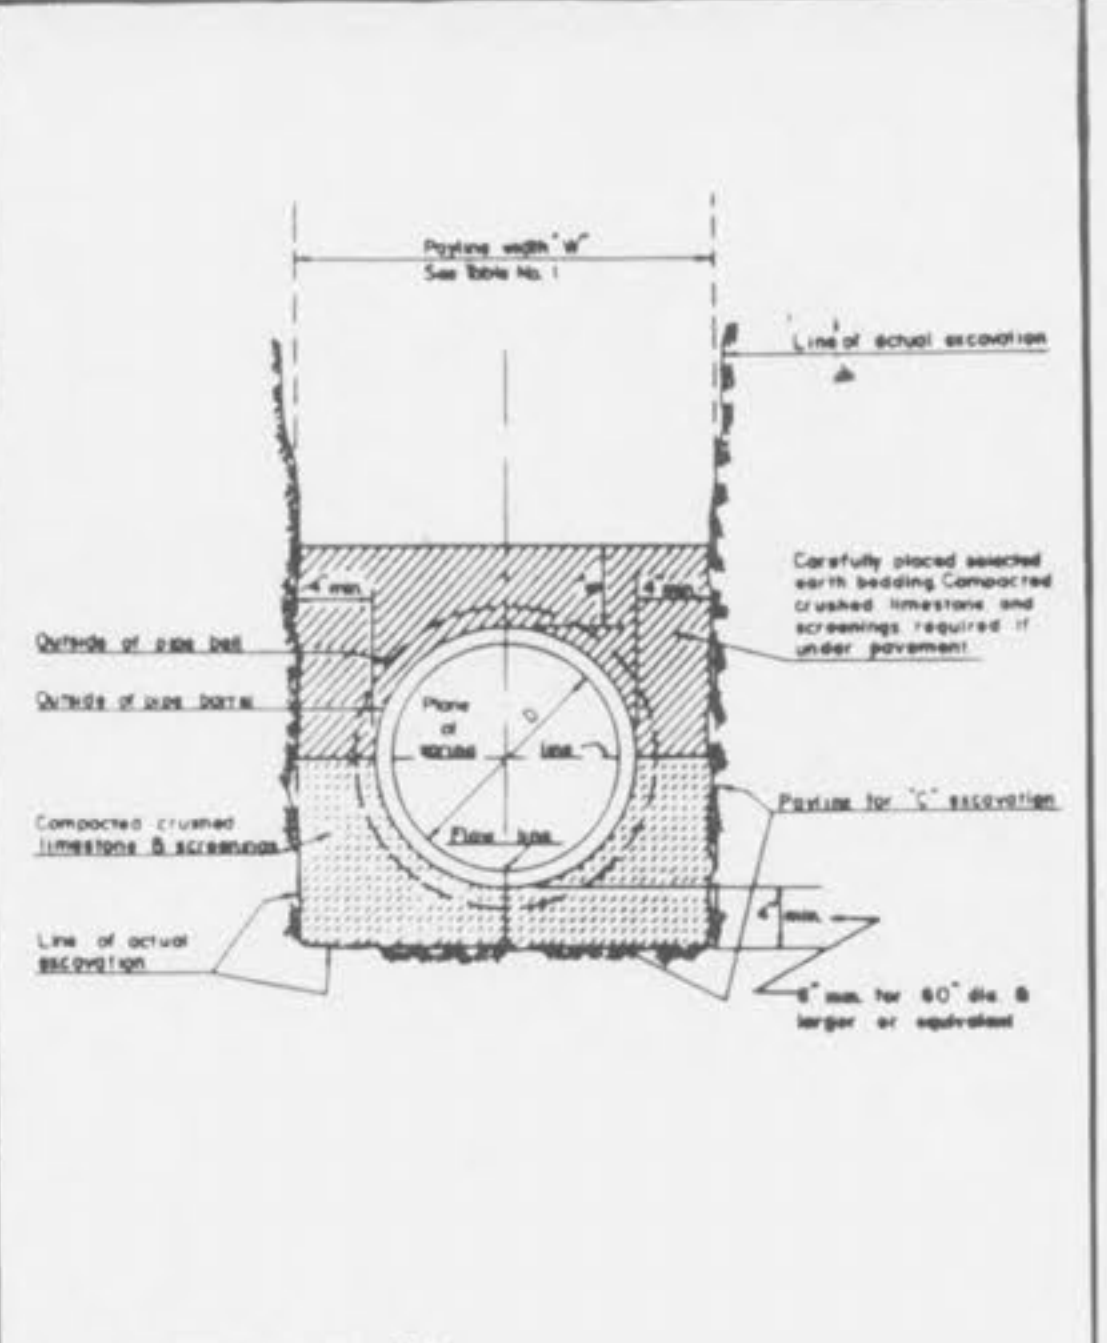 Payline width "W"
See Table No. 1
Line of actual excavation
Carefully placed selected
earth bedding. Compacted
crushed limestone and
screenings required if
under pavement
4" min.
4" min.
Outside of pipe bell
Outside of pipe barrel
Plane
of
spring
line
D
Flow line
Payline for "C" excavation
Compacted crushed
limestone & screenings
4" min.
Line of actual
excavation
6" min. for 60" dia. &
larger or equivalent